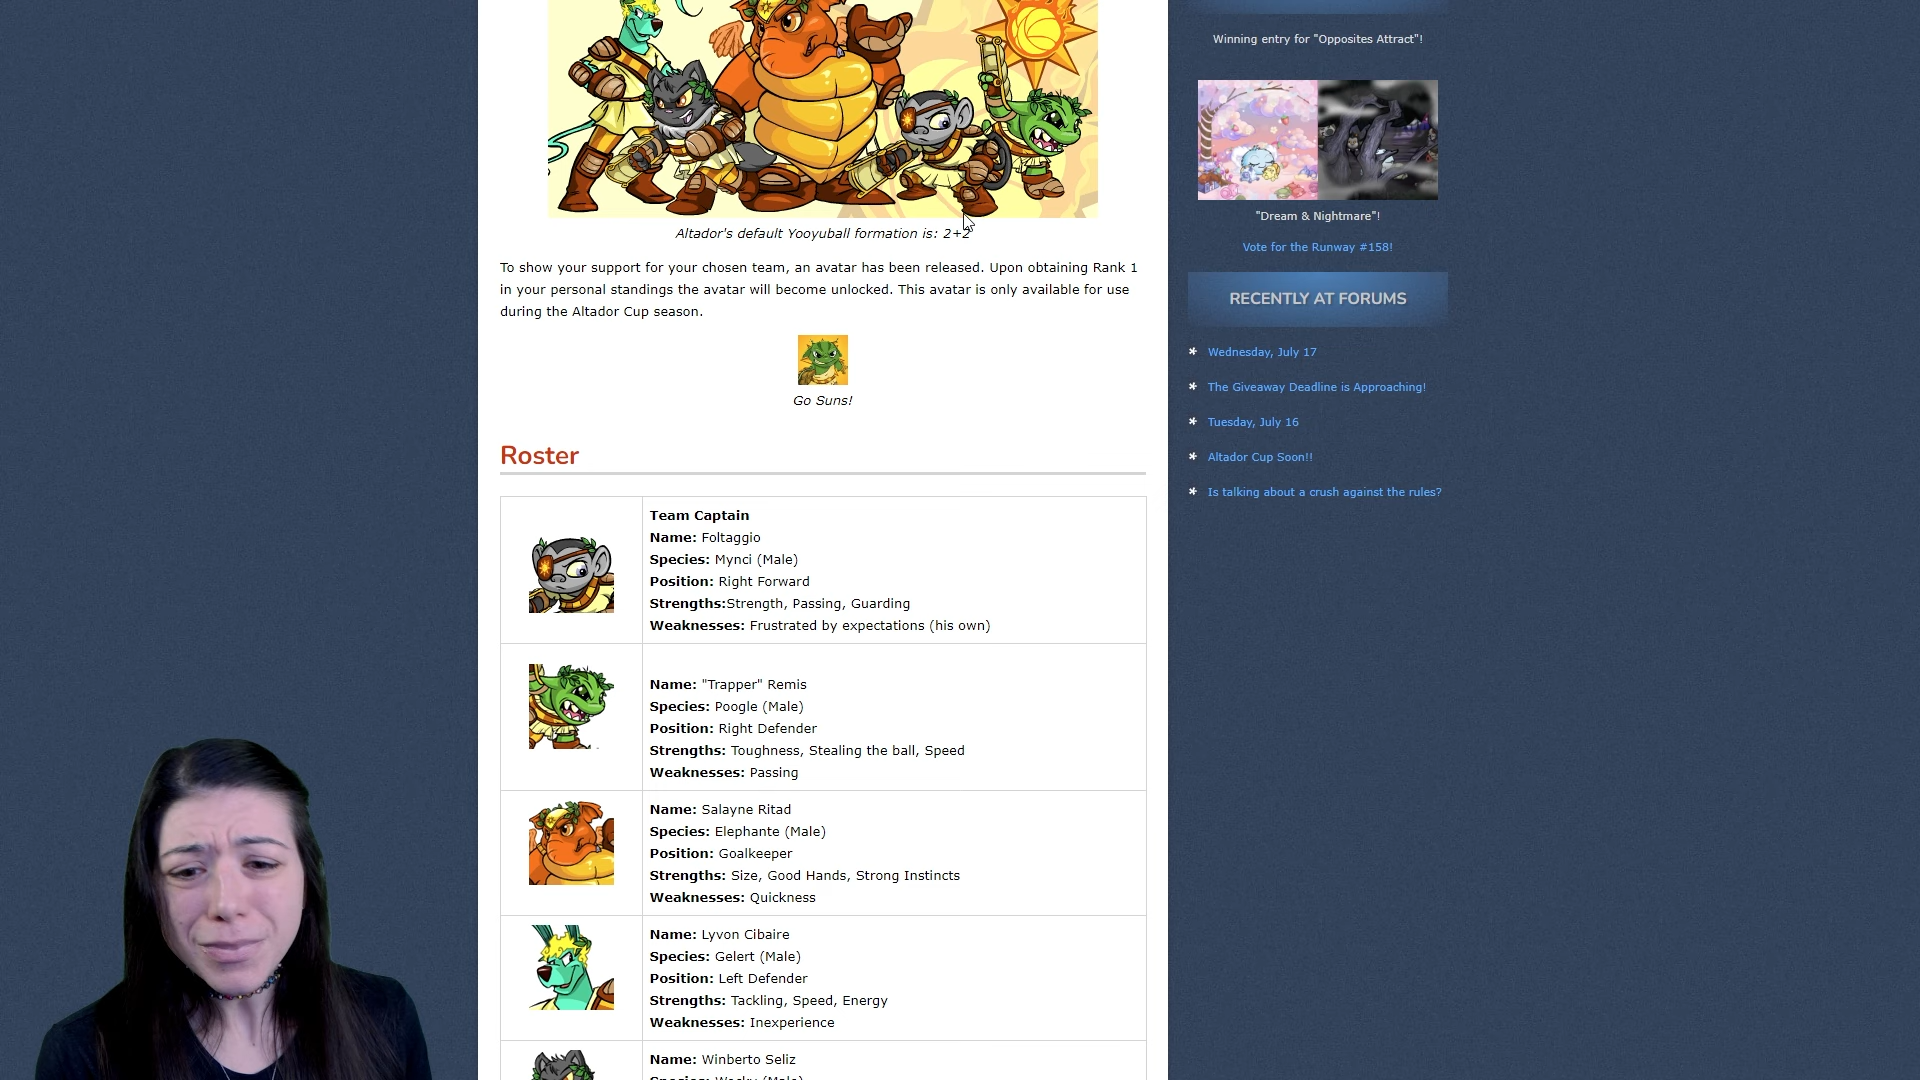 Altador's default Yooyuball formation is: 2+2
To show your support for your chosen team, an avatar has been released. Upon obtaining Rank 1
in your personal standings the avatar will become unlocked. This avatar is only available for use
during the Altador Cup season.
Go Suns!
Roster
Team Captain
Name: Foltaggio
Species: Mynci (Male)
Position: Right Forward
Strengths:Strength, Passing, Guarding
Weaknesses: Frustrated by expectations (his own)
Name: "Trapper" Remis
Species: Poogle (Male)
Position: Right Defender
Strengths: Toughness, Stealing the ball, Speed
Weaknesses: Passing
Name: Salayne Ritad
Species: Elephante (Male)
Position: Goalkeeper
Strengths: Size, Good Hands, Strong Instincts
Weaknesses: Quickness
Name: Lyvon Cibaire
Species: Gelert (Male)
Position: Left Defender
Strengths: Tackling, Speed, Energy
Weaknesses: Inexperience
Name: Winberto Seliz
Species: Wocky (Male)
Winning entry for "Opposites Attract"!
"Dream & Nightmare"!
Vote for the Runway #158!
RECENTLY AT FORUMS
* Wednesday, July 17
* The Giveaway Deadline is Approaching!
* Tuesday, July 16
* Altador Cup Soon!!
* Is talking about a crush against the rules?